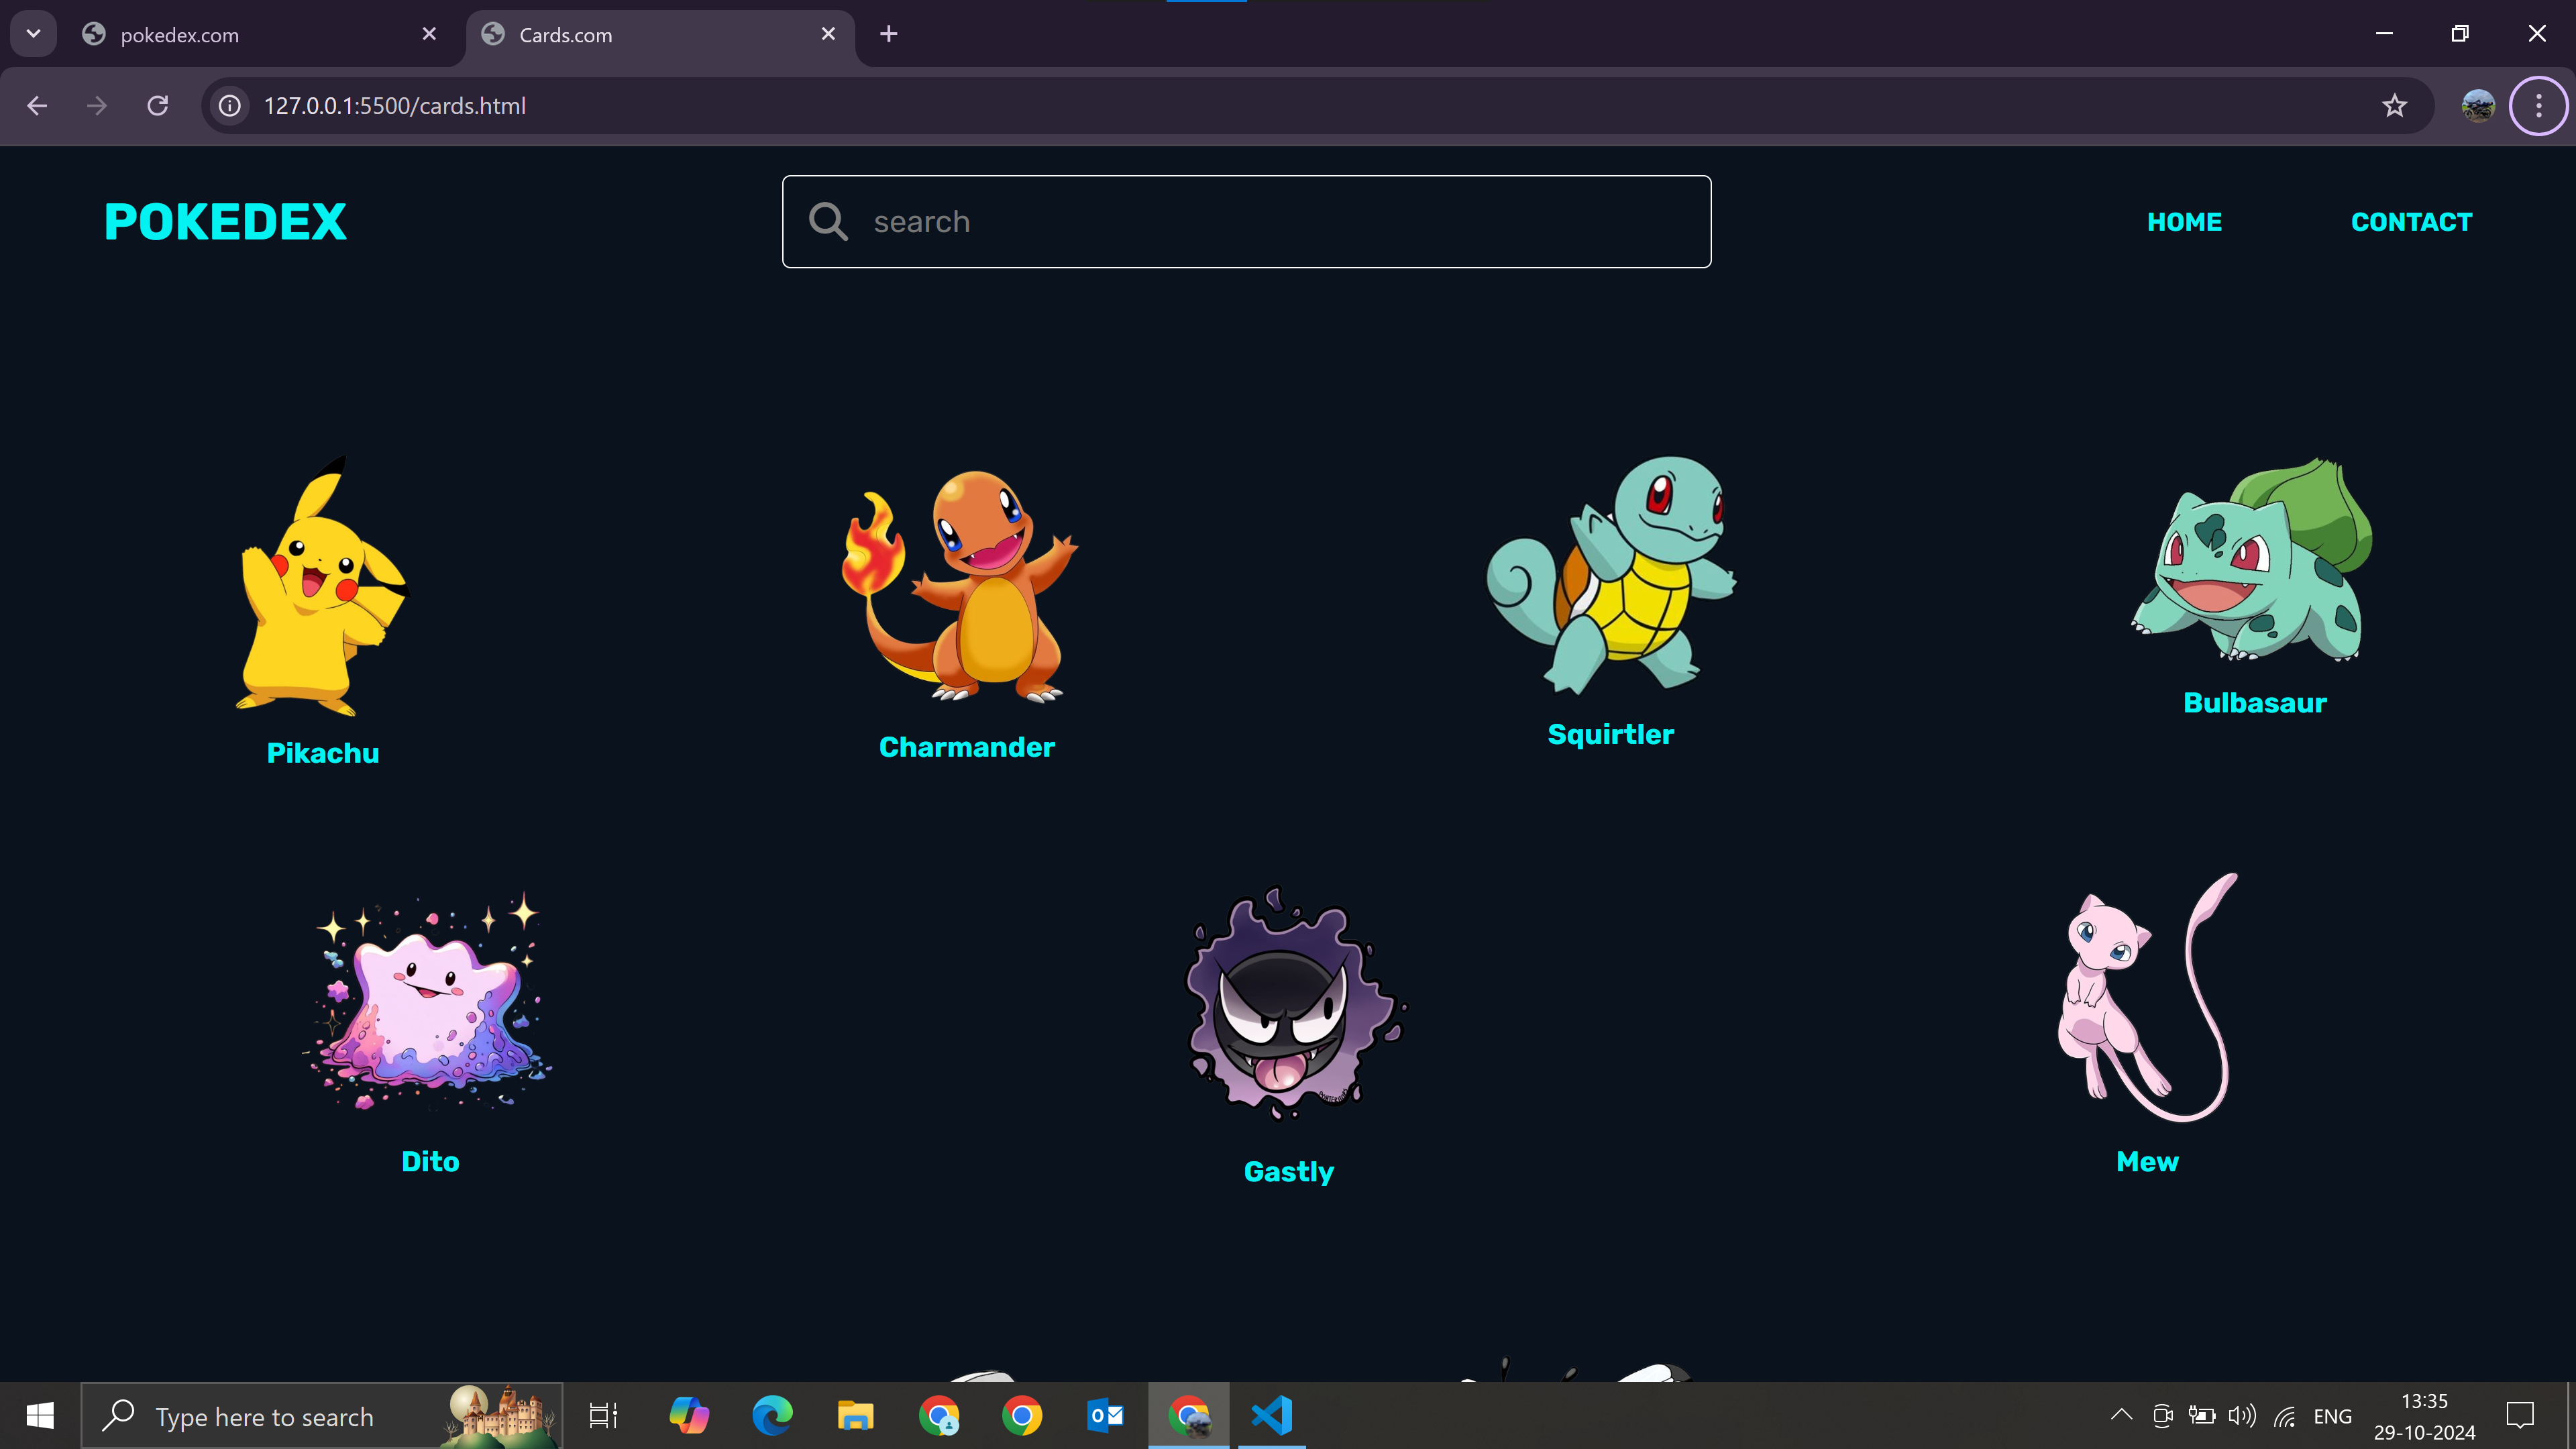 pokedex.com
Cards.com
127.0.0.1:5500/cards.html
POKEDEX
search
HOME
CONTACT
Pikachu
Charmander
Squirtler
Bulbasaur
Dito
Gastly
Mew
Type here to search
ENG
13:35
29-10-2024